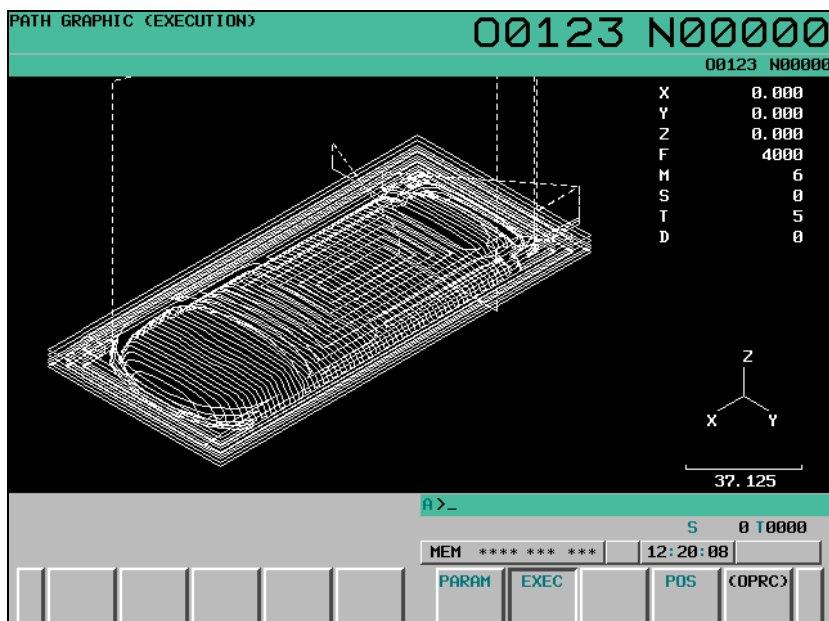 PATH GRAPHIC (EXECUTION)
O0123 N00000
O0123 N00000
X 0.000
Y 0.000
Z 0.000
F 4000
M 6
S 0
T 5
D 0
Z
X Y
37.125
A>_
S 0 T0000
MEM **** *** *** 12:20:08
PARAM EXEC POS (OPRC)